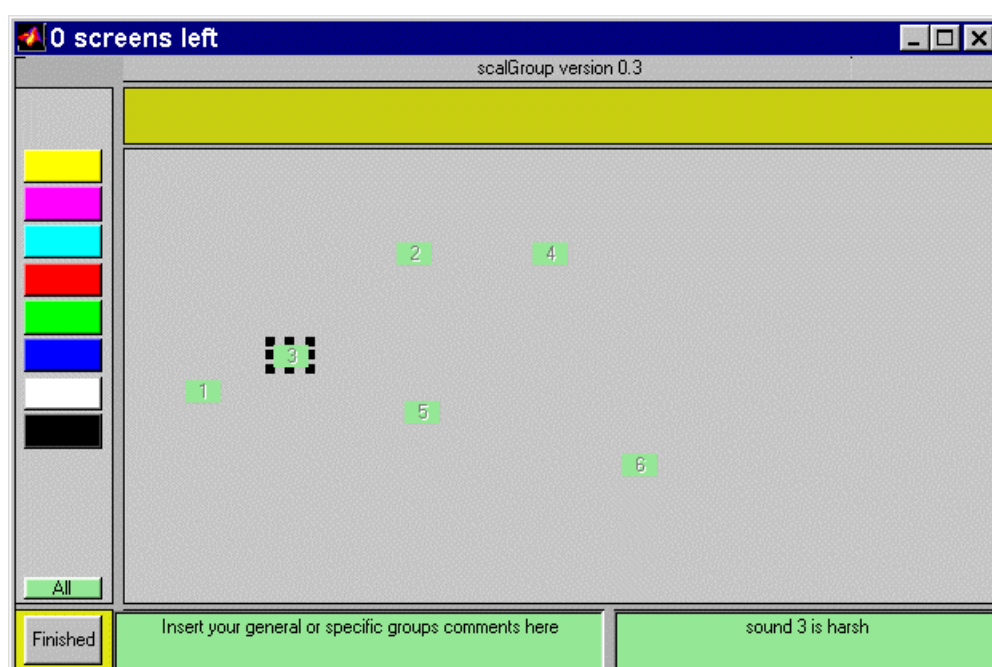 0 screens left
scalGroup version 0.3
2 4
3
1
5
6
All
Finished
Insert your general or specific groups comments here
sound 3 is harsh